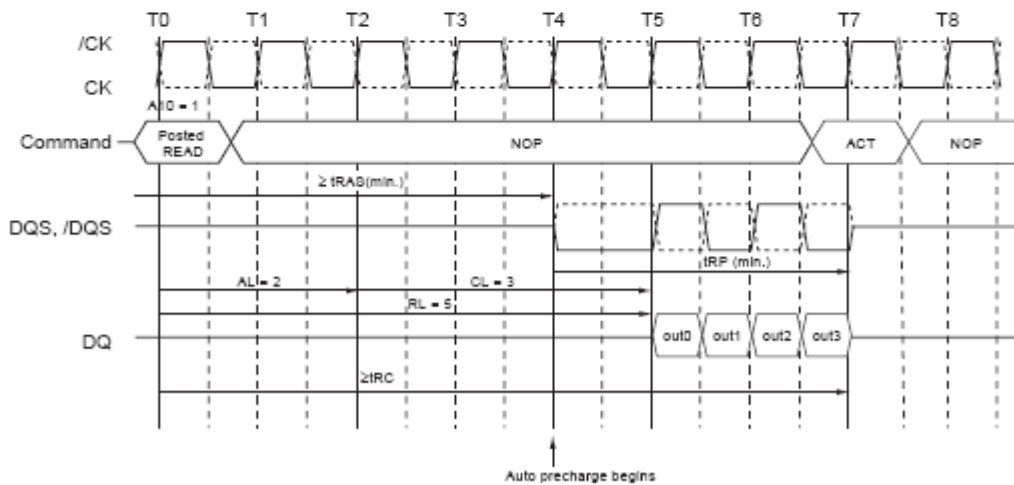 T0 T1 T2 T3 T4 T5 T6 T7 T8
/CK
CK
A10 = 1
Command Posted READ NOP ACT NOP
≥ tRAS(min.)
DQS, /DQS
tRP (min.)
AL = 2 CL = 3
RL = 5
DQ out0 out1 out2 out3
≥tRC
Auto precharge begins